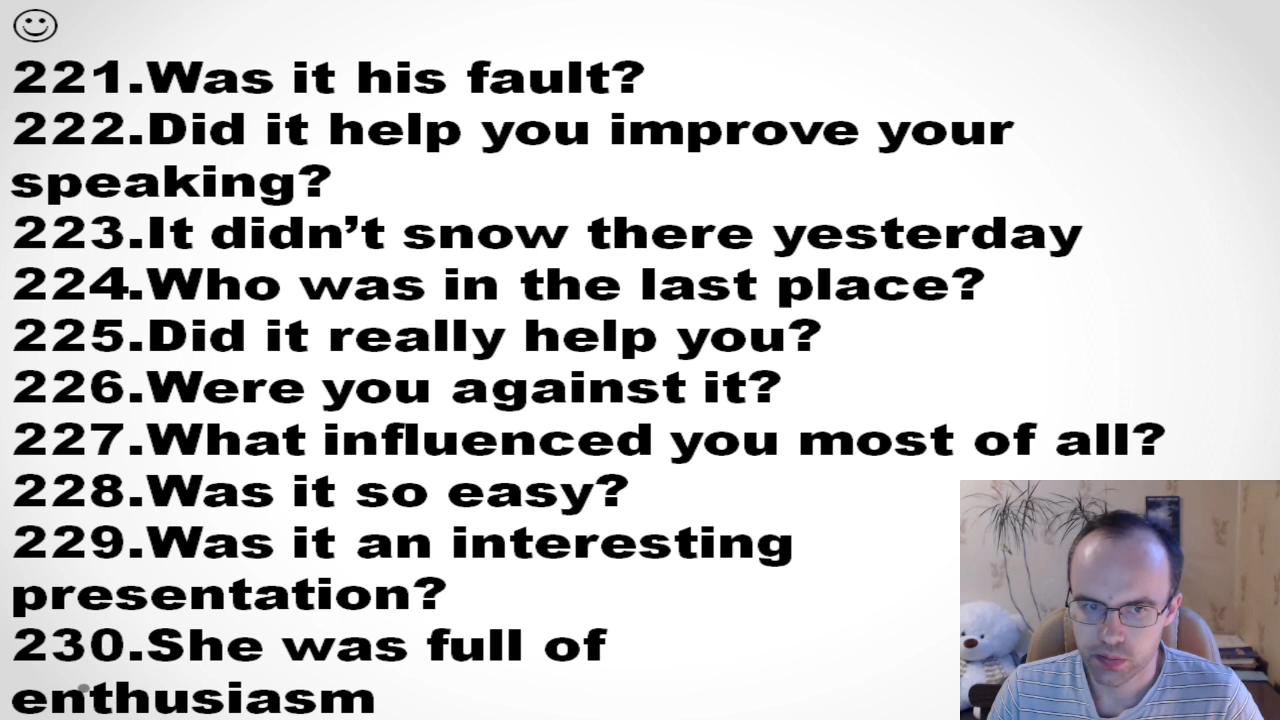 221.Was it his fault?
222.Did it help you improve your
speaking?
223.It didn’t snow there yesterday
224.Who was in the last place?
225.Did it really help you?
226.Were you against it?
227.What influenced you most of all?
228.Was it so easy?
229.Was it an interesting
presentation?
230.She was full of
enthusiasm